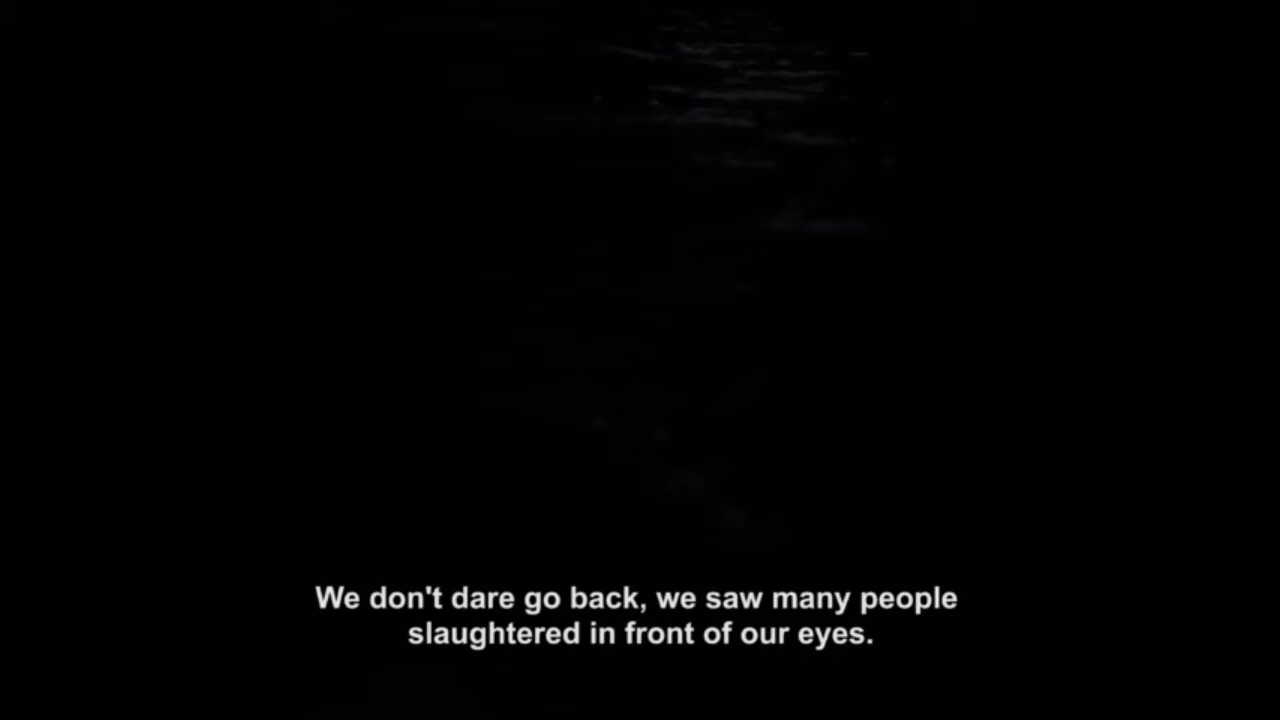 We don't dare go back, we saw many people
slaughtered in front of our eyes.